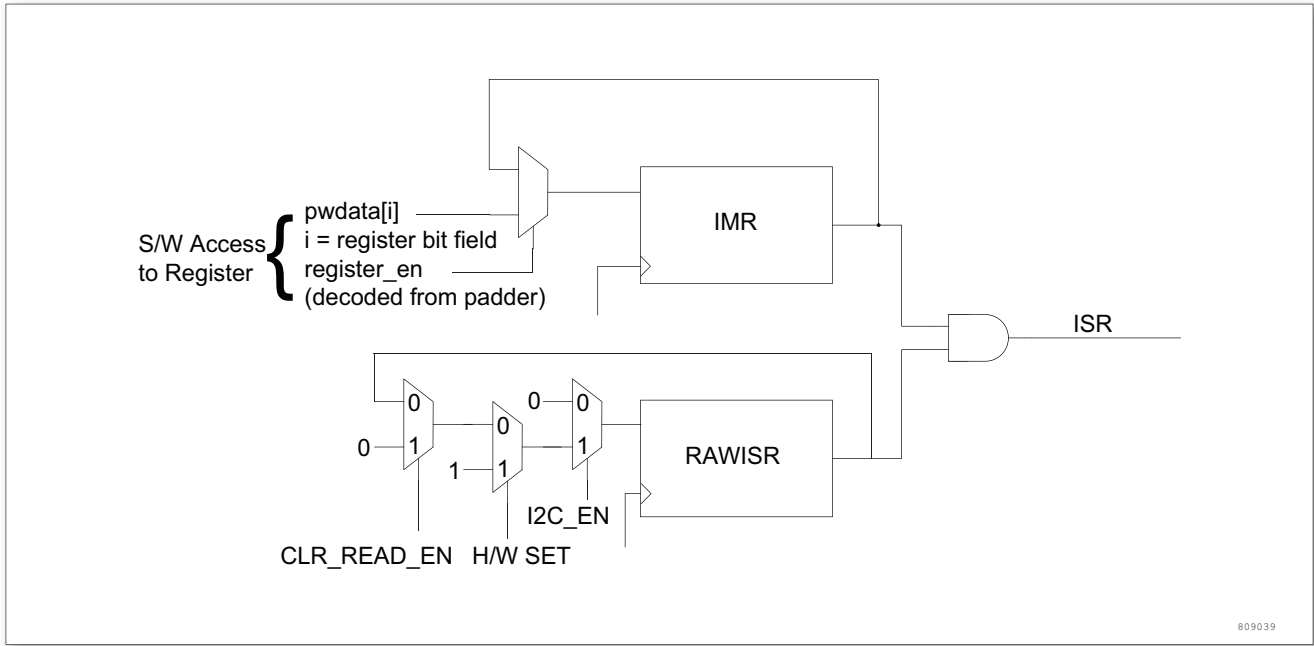 S/W Access
to Register
{
pwdata[i]
i = register bit field
register_en
(decoded from padder)
IMR
ISR
0
1
0
0
1
1
0
0
1
RAWISR
I2C_EN
CLR_READ_EN
H/W SET
809039